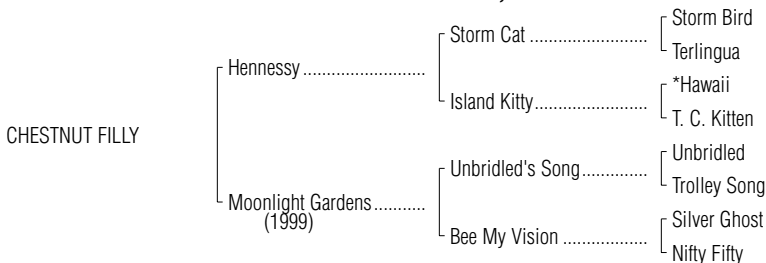 Storm Bird
Storm Cat ..........................
Terlingua
Hennessy ...........................
*Hawaii
Island Kitty .........................
T. C. Kitten
CHESTNUT FILLY
Unbridled
Unbridled's Song ...............
Trolley Song
Moonlight Gardens ...........
(1999)
Silver Ghost
Bee My Vision ...................
Nifty Fifty